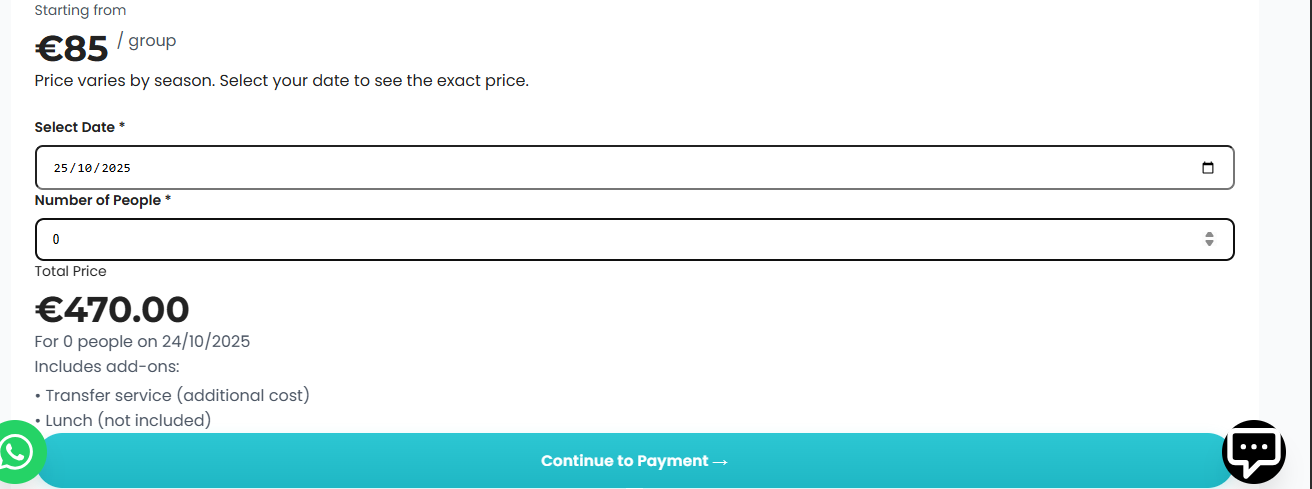 Starting from
€85 / group
Price varies by season. Select your date to see the exact price.
Select Date *
25/10/2025
Number of People *
0
Total Price
€470.00
For 0 people on 24/10/2025
Includes add-ons:
• Transfer service (additional cost)
• Lunch (not included)
Continue to Payment →